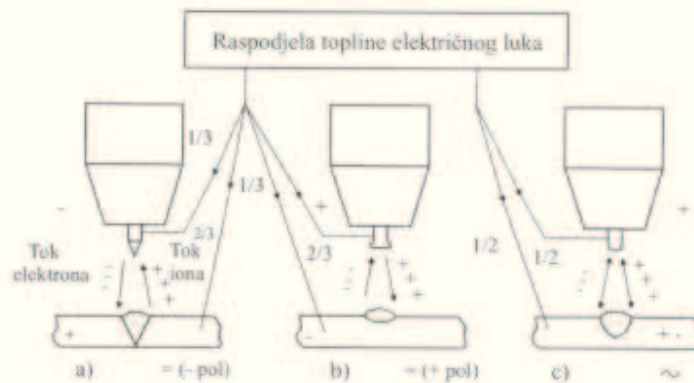 Raspodjela topline električnog luka
1/3
1/3
2/3
2/3
1/2
1/2
-
+
+
Tok
elektrona
Tok
iona
+
-
+ -
a) = (- pol)
b) = (+ pol)
c) ~